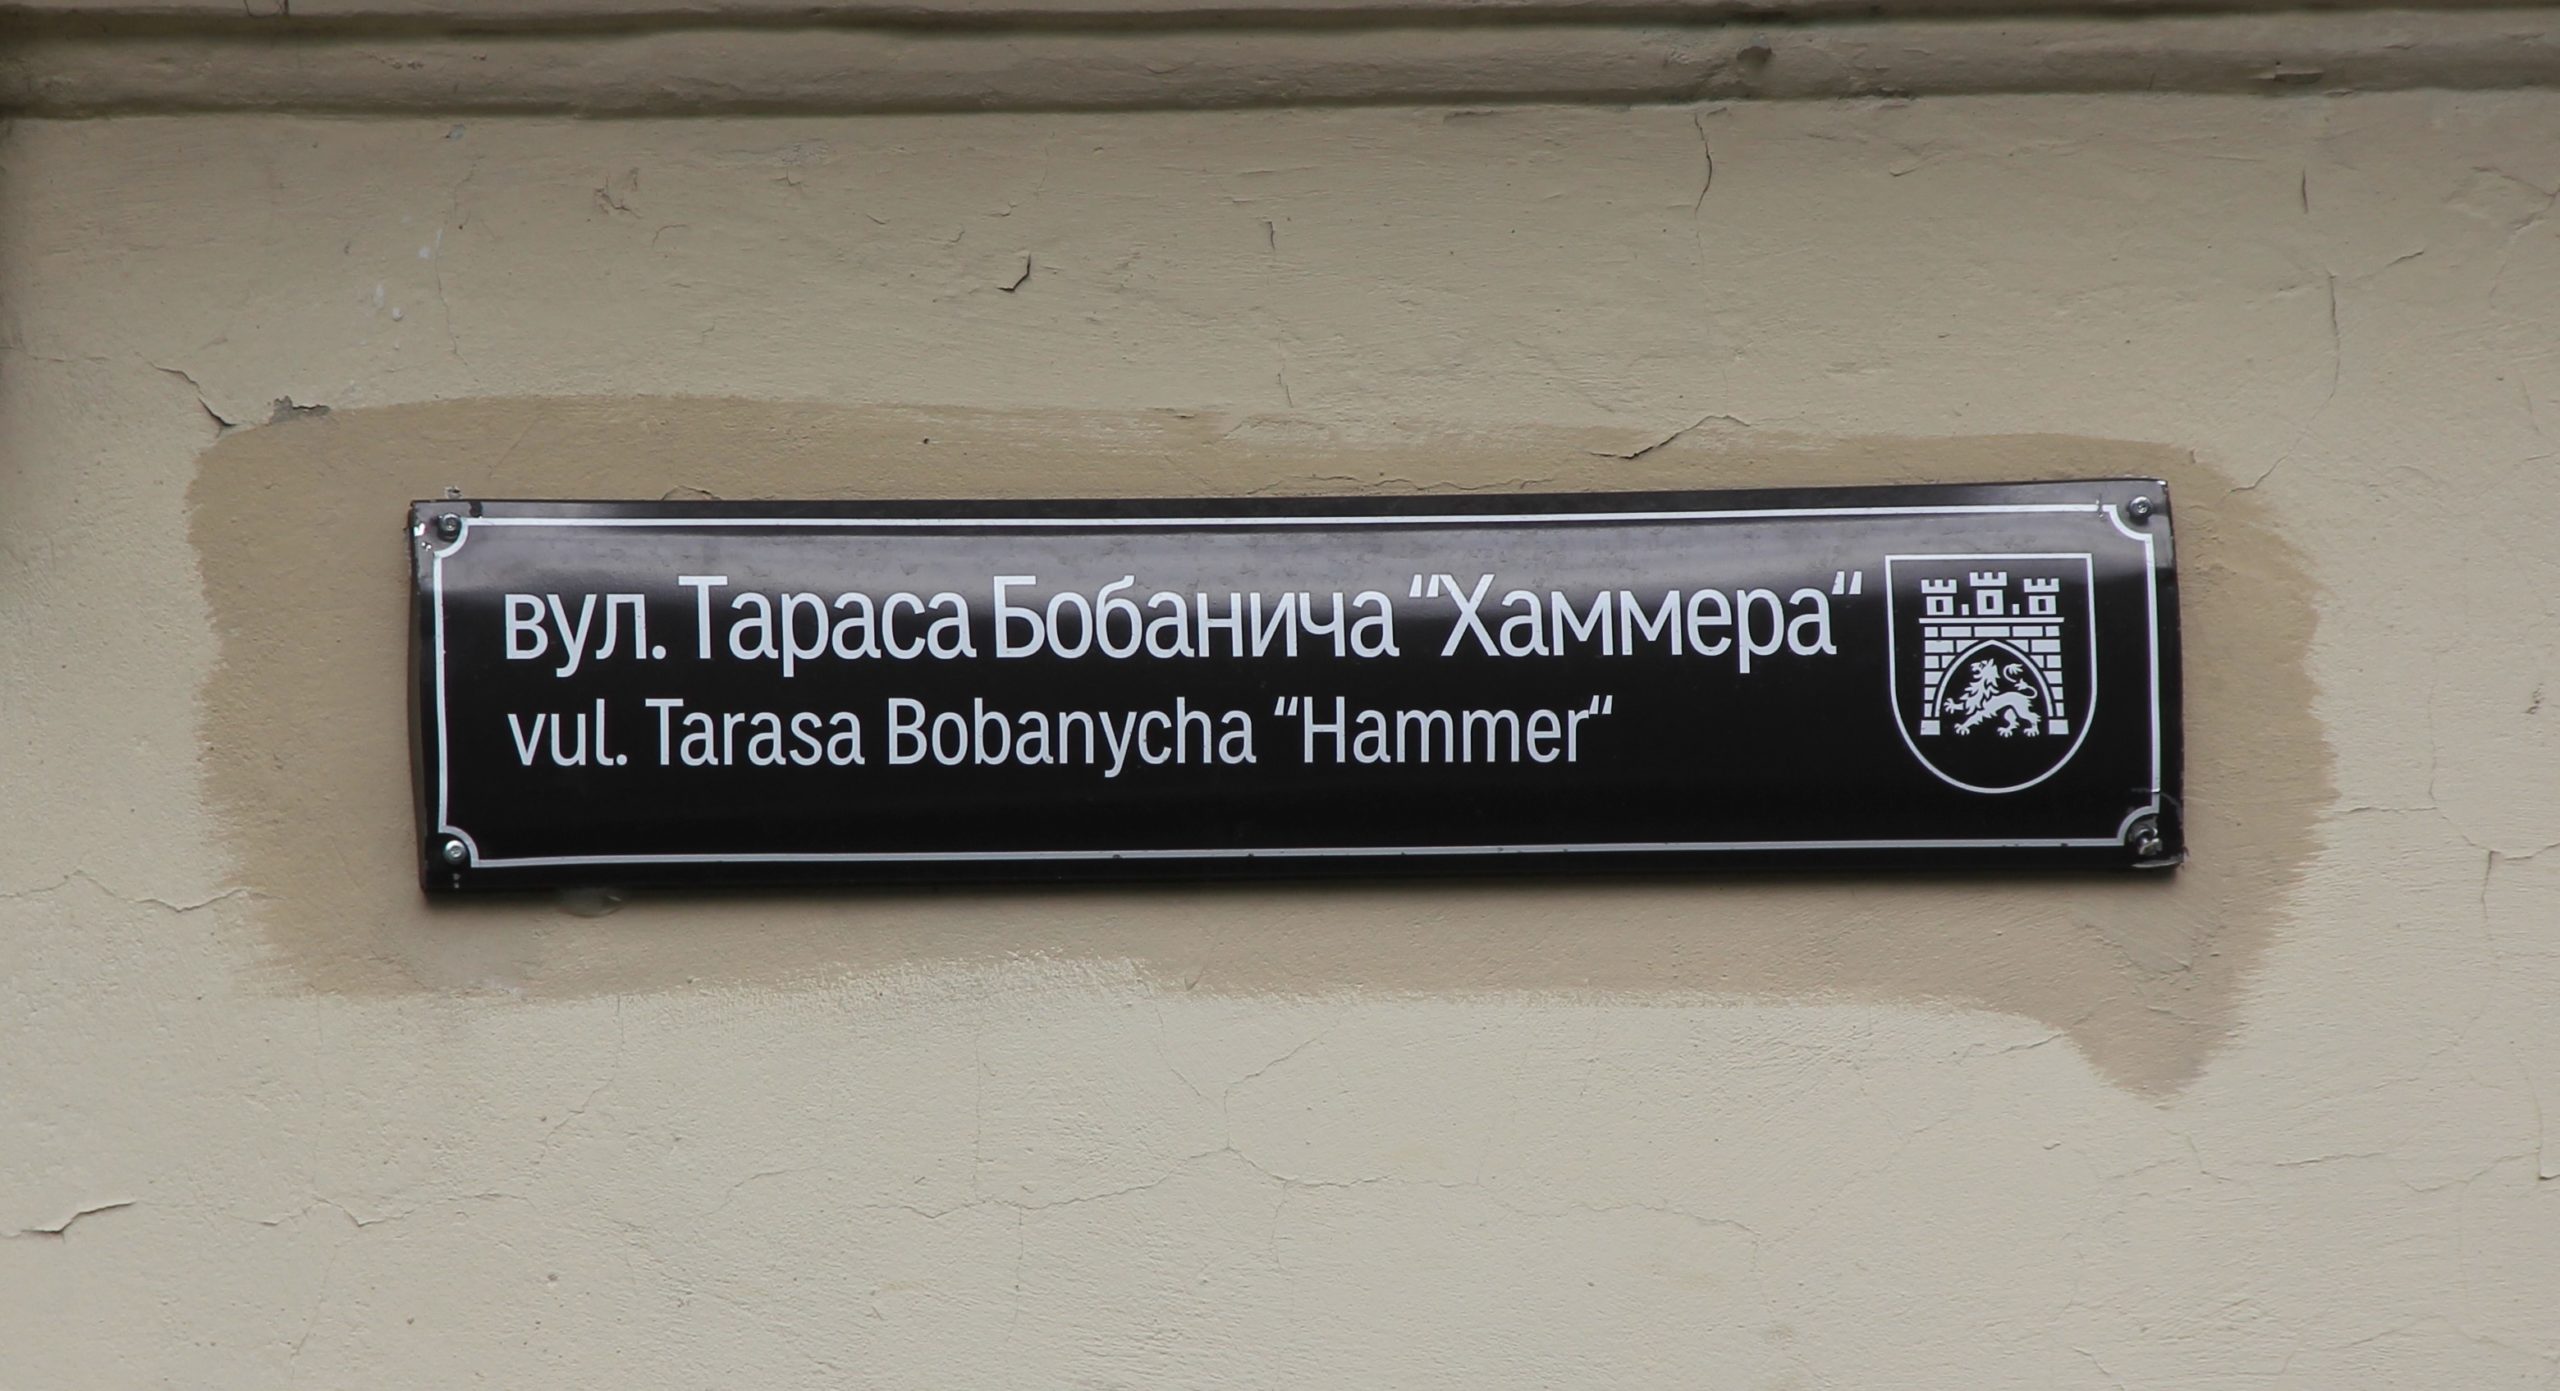 вул. Тараса Бобанича “Хаммера“
vul. Tarasa Bobanycha “Hammer“